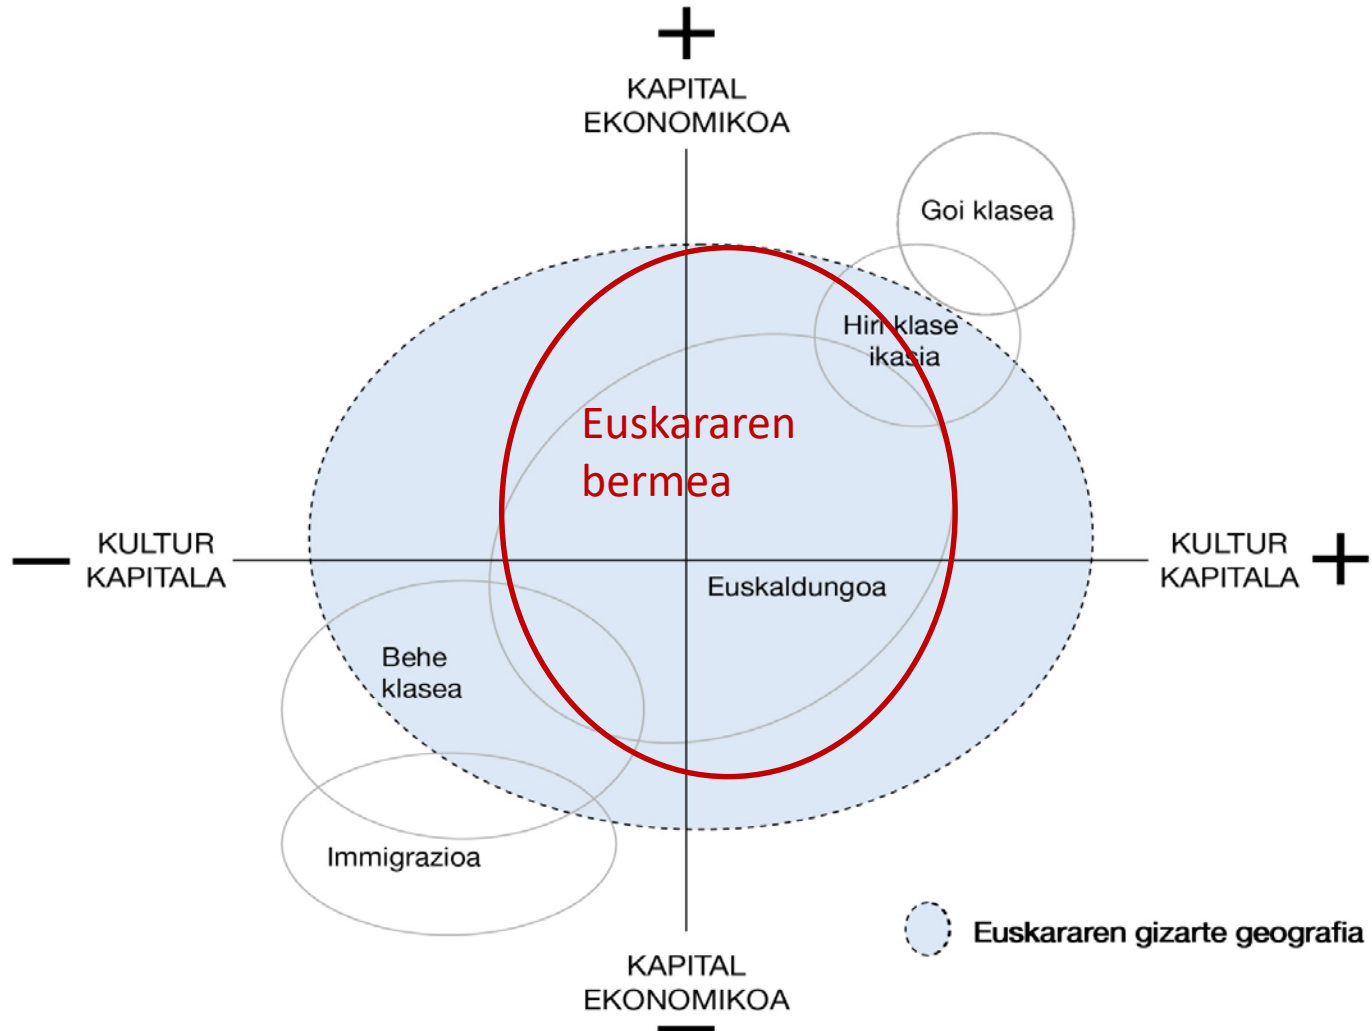 +
KAPITAL
EKONOMIKOA
Goi klasea
Hiri klase
ikasia
Euskararen
bermea
— KULTUR
KAPITALA
KULTUR
KAPITALA +
Euskaldungoa
Behe
klasea
Immigrazioa
Euskararen gizarte geografia
KAPITAL
EKONOMIKOA
—